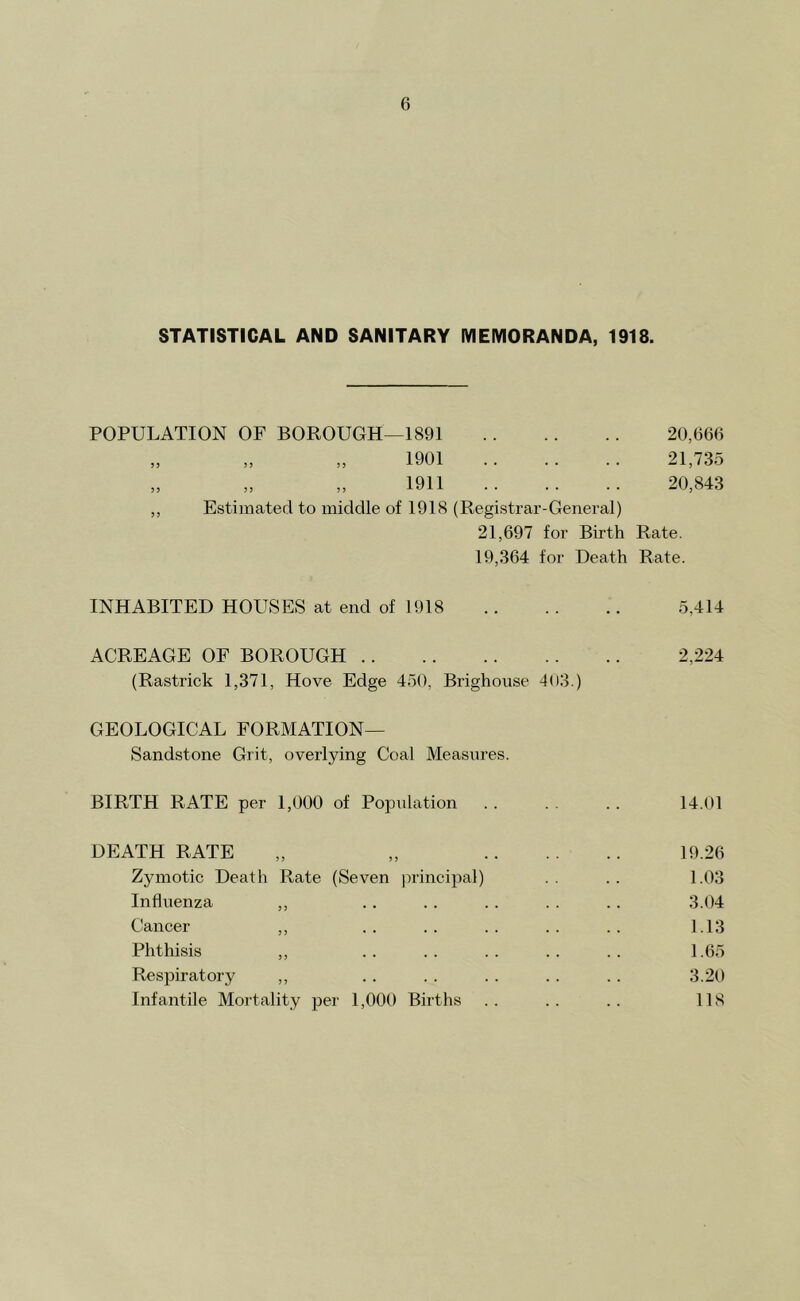 6
STATISTICAL AND SANITARY MEMORANDA, 1918.
POPULATION OF BOROUGH—1891 .. .. .. 20,666
,, ,, ,, 1901 .. .. .. 21,735
,, ,, ,, 1911 .. .. .. 20,843
,, Estimated to middle of 1918 (Registrar-General)
21,697 for Birth Rate.
19,364 for Death Rate.
INHABITED HOUSES at end of 1918 .. .. .. 5,414
ACREAGE OF BOROUGH .. .. .. .. .. 2,224
(Rastrick 1,371, Hove Edge 450, Brighouse 403.)
GEOLOGICAL FORMATION—
Sandstone Grit, overlying Coal Measures.
BIRTH RATE per 1,000 of Population .. .. .. 14.01
DEATH RATE ,, ,, .. .. .. 19.26
Zymotic Death Rate (Seven principal) .. .. 1.03
Influenza ,, .. .. .. .. .. 3.04
Cancer ,, .. .. .. .. .. 1.13
Phthisis ,, .. .. .. .. .. 1.65
Respiratory ,, .. .. .. .. .. 3.20
Infantile Mortality per 1,000 Births .. .. .. 118